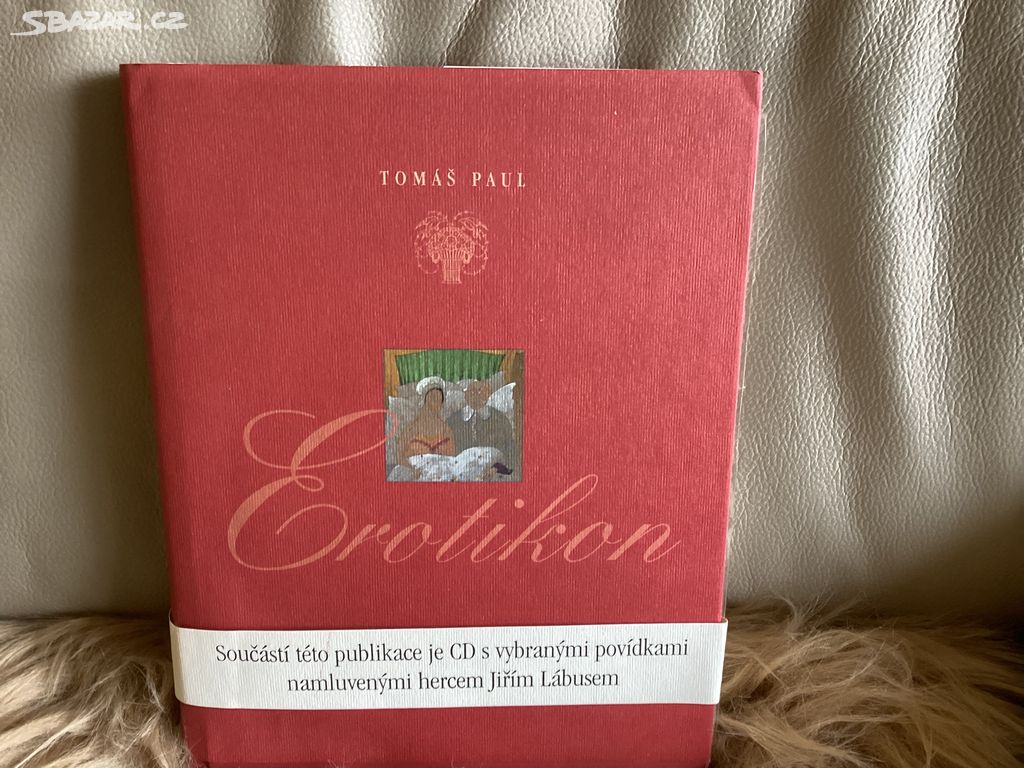 SBAZAR.CZ
TOMÁŠ PAUL
Erotikon
Součástí této publikace je CD s vybranými povídkami
namluvenými hercem Jiřím Lábusem